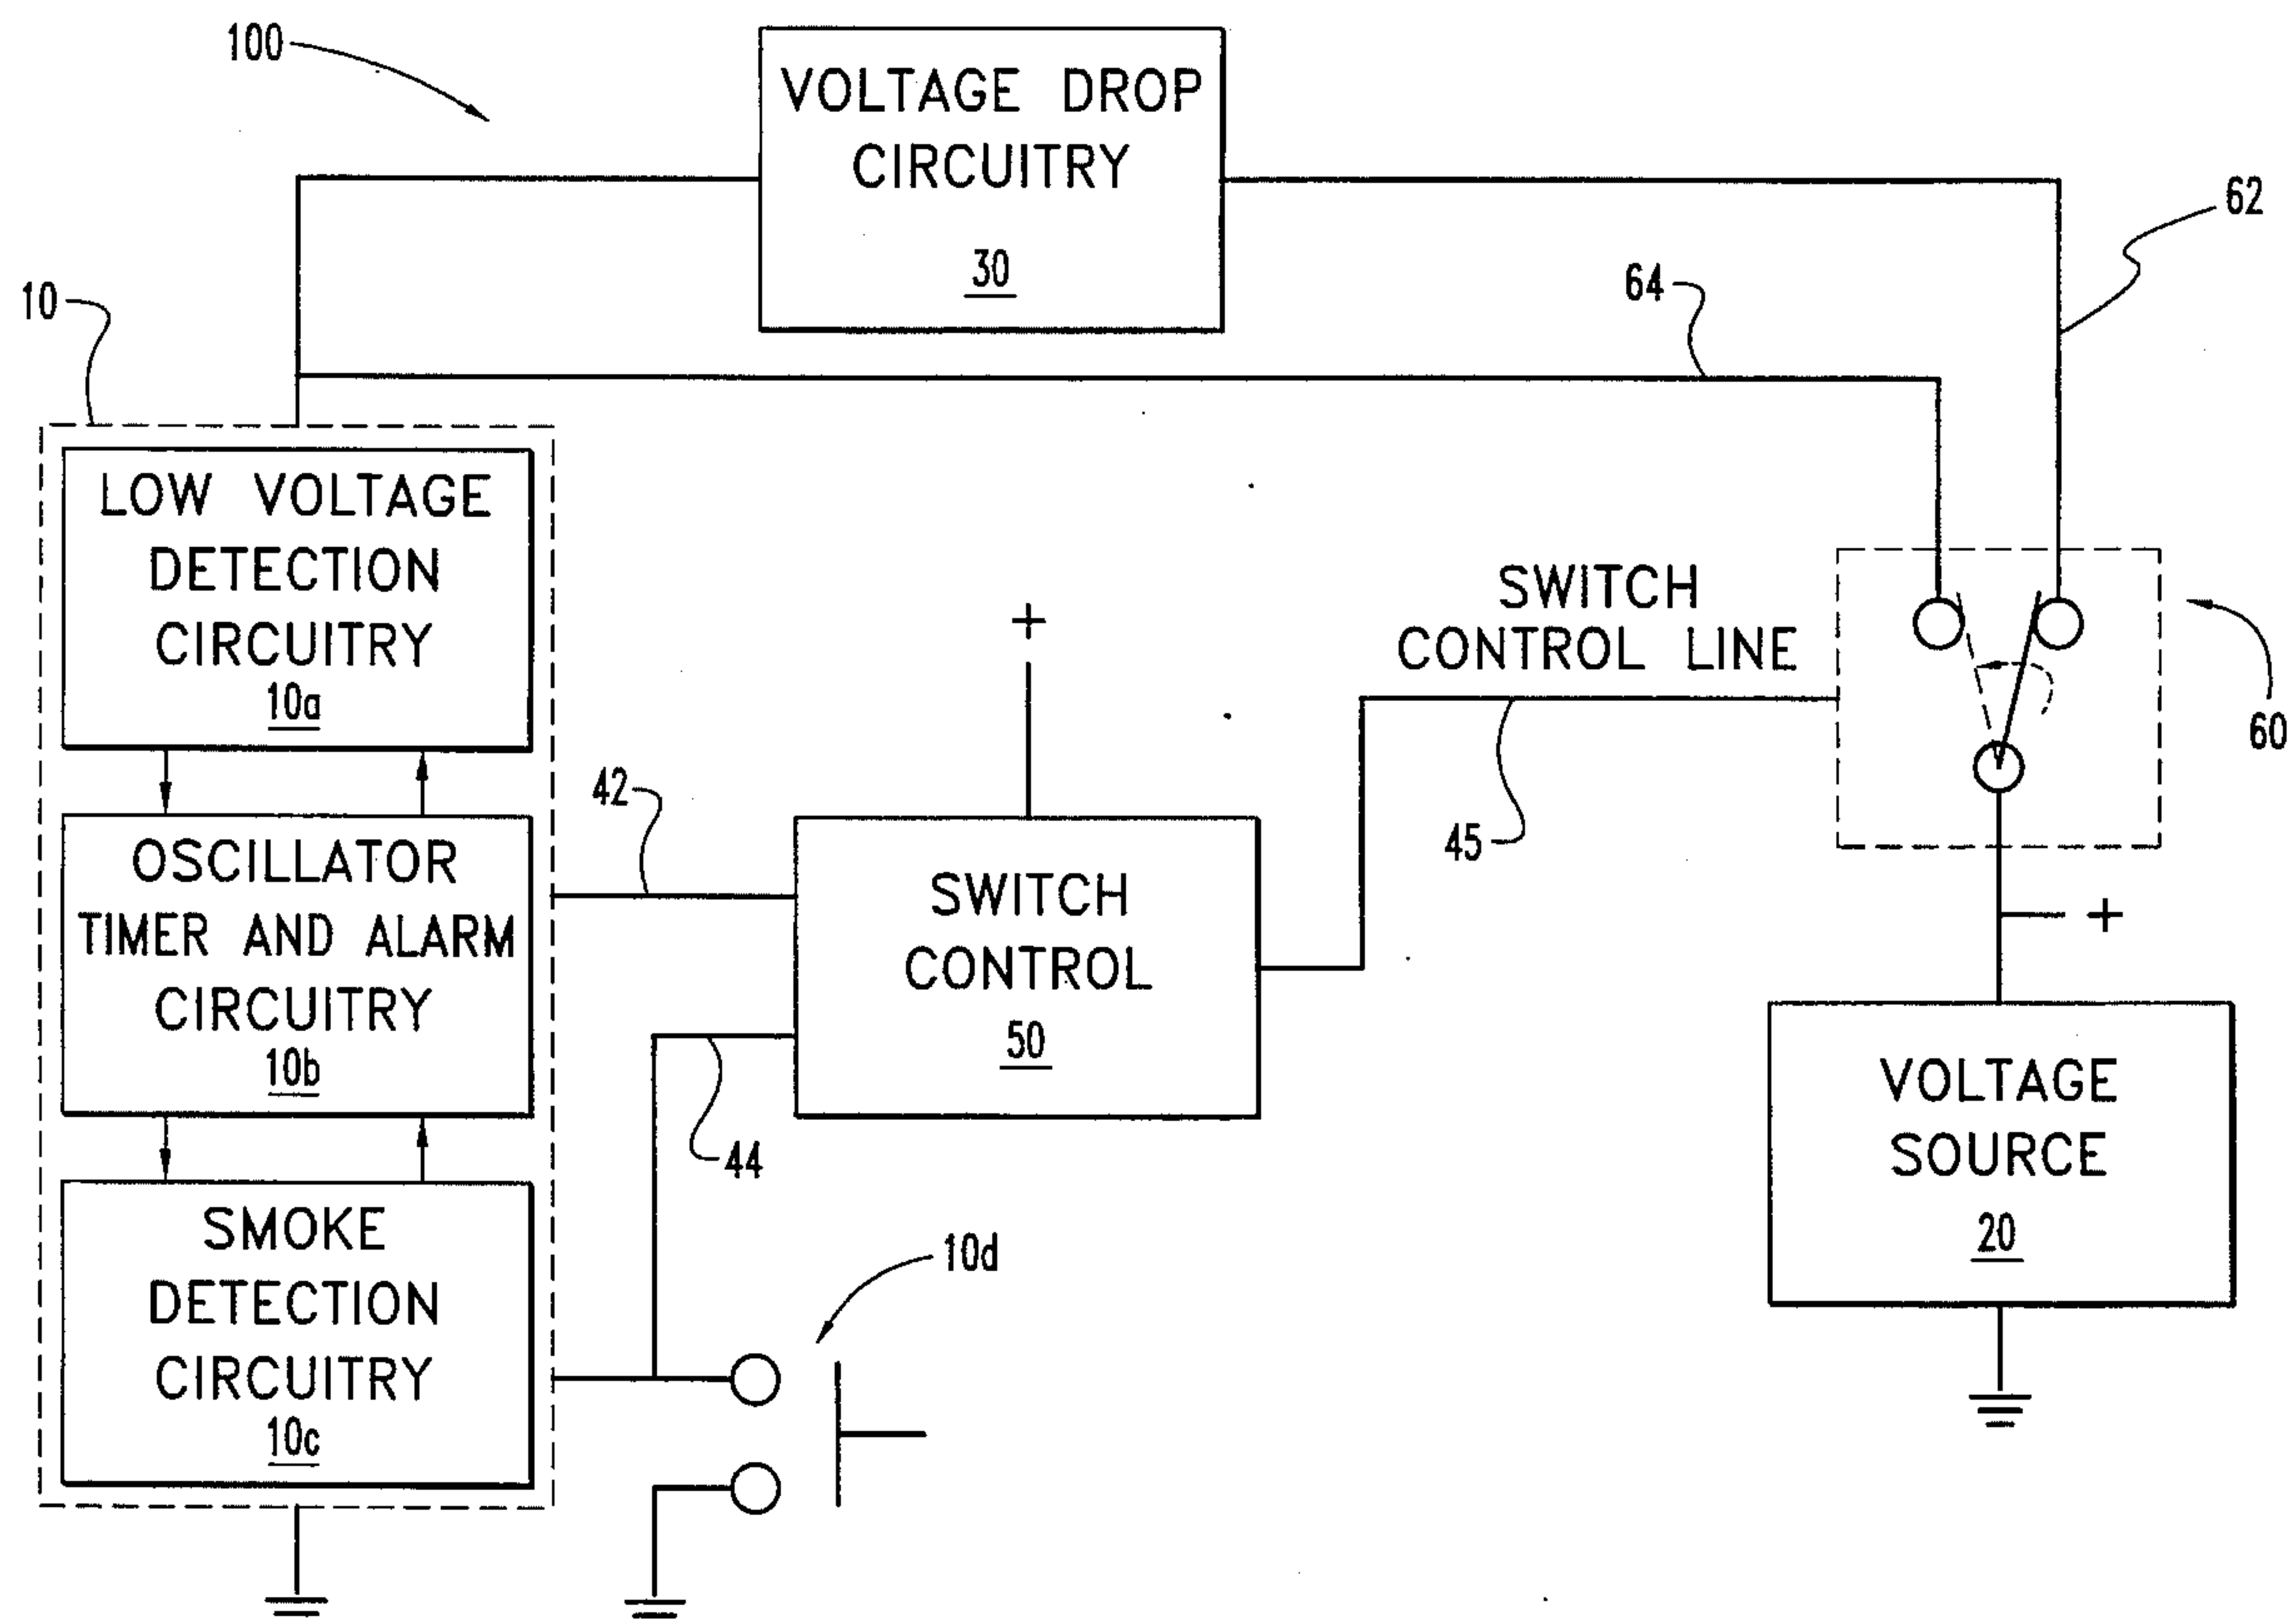 100
VOLTAGE DROP
CIRCUITRY
30
62
64
10
LOW VOLTAGE
DETECTION
CIRCUITRY
10a
+
SWITCH
CONTROL LINE
60
42
45
OSCILLATOR
TIMER AND ALARM
CIRCUITRY
10b
SWITCH
CONTROL
50
+
44
VOLTAGE
SOURCE
20
SMOKE
DETECTION
CIRCUITRY
10c
10d